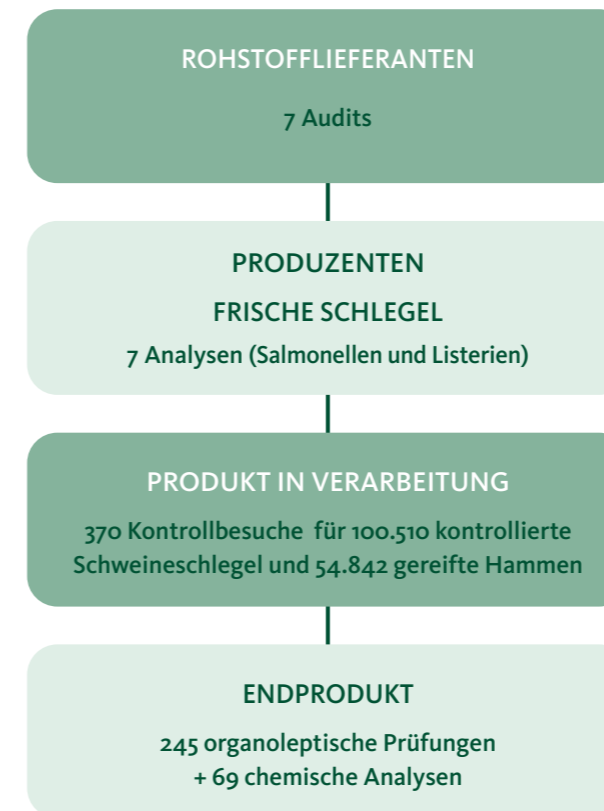 ROHSTOFFLIEFERANTEN
7 Audits
PRODUZENTEN
FRISCHE SCHLEGEL
7 Analysen (Salmonellen und Listerien)
PRODUKT IN VERARBEITUNG
370 Kontrollbesuche für 100.510 kontrollierte
Schweineschlegel und 54.842 gereifte Hammen
ENDPRODUKT
245 organoleptische Prüfungen
+ 69 chemische Analysen